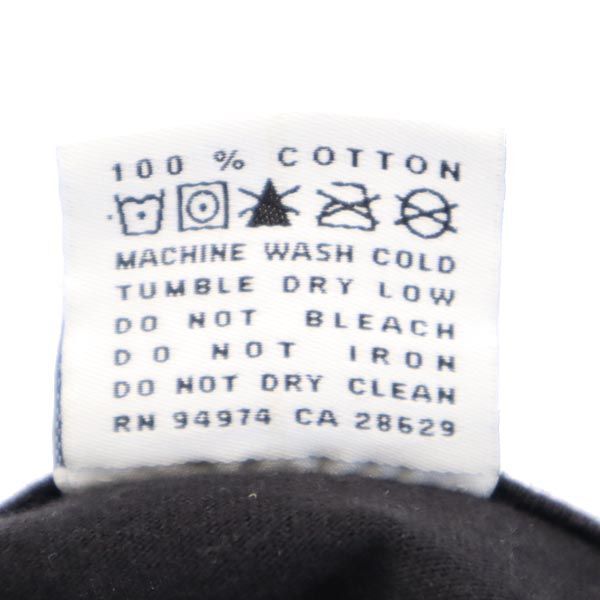 100 % COTTON
MACHINE WASH COLD
TUMBLE DRY LOW
DO NOT BLEACH
DO NOT IRON
DO NOT DRY CLEAN
RN 94974 CA 28629